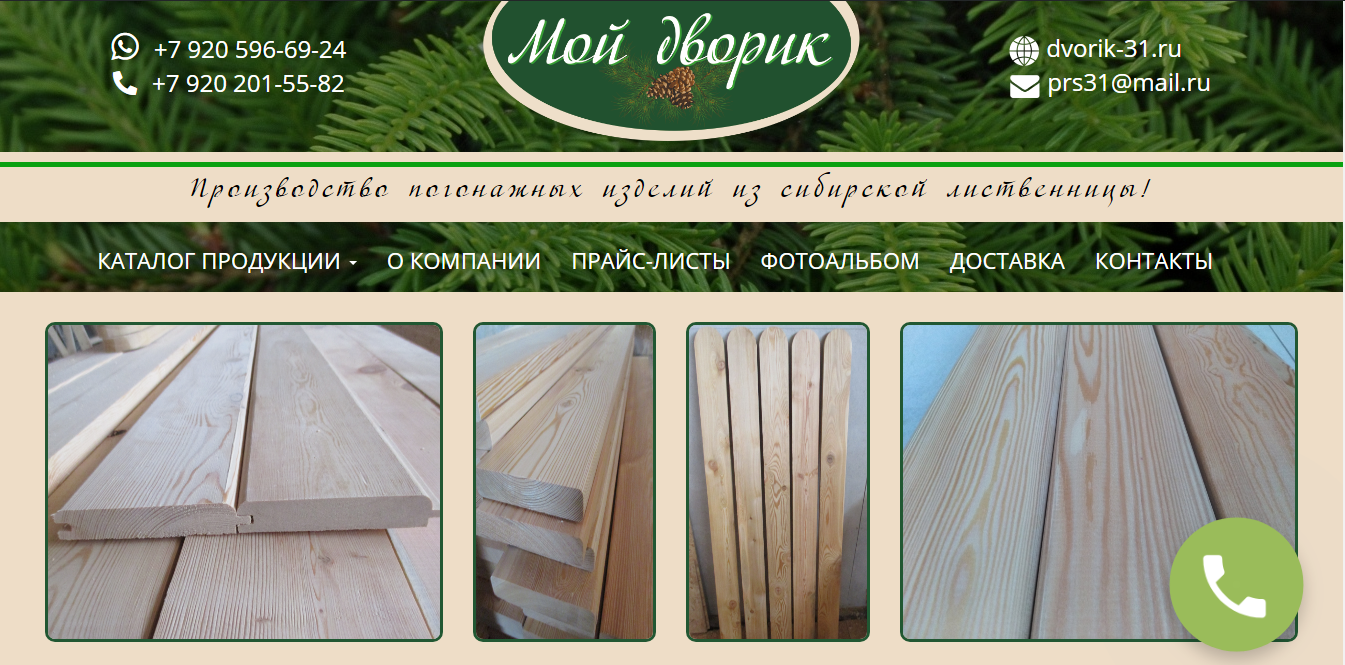 +7 920 596-69-24
+7 920 201-55-82
Мой дворик
dvorik-31.ru
prs31@mail.ru
Производство погонажных изделий из сибирской лиственницы!
КАТАЛОГ ПРОДУКЦИИ О КОМПАНИИ ПРАЙС-ЛИСТЫ ФОТОАЛЬБОМ ДОСТАВКА КОНТАКТЫ